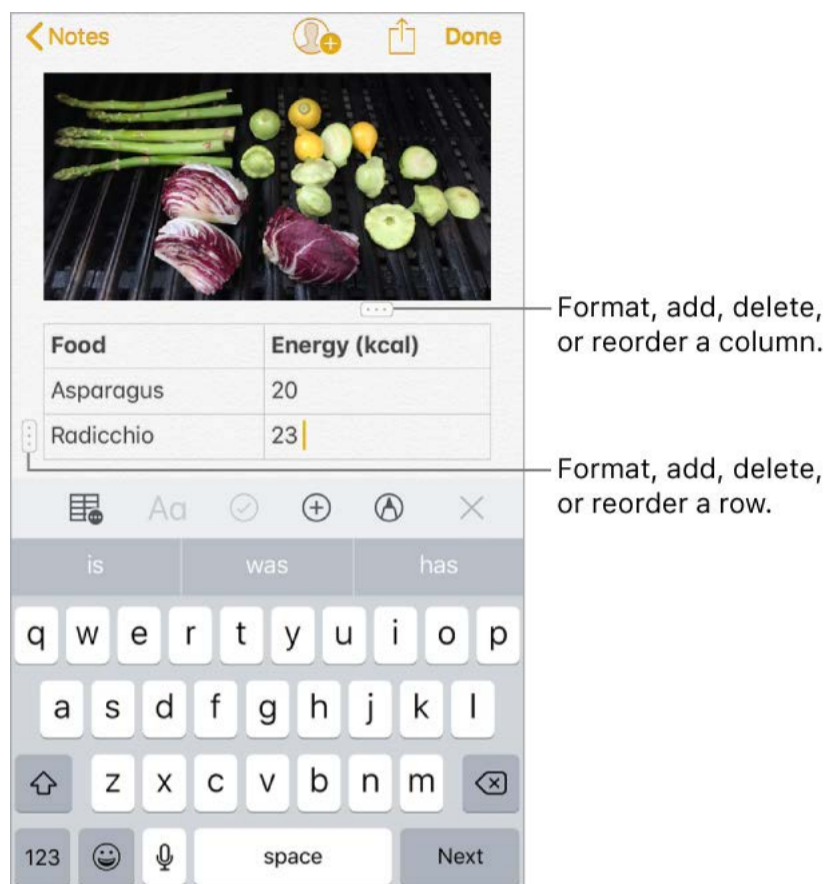 Notes Done
Format, add, delete,
or reorder a column.
Food Energy (kcal)
Asparagus 20
Radicchio 23
Format, add, delete,
or reorder a row.
Aa
is was has
q w e r t y u i o p
a s d f g h j k l
z x c v b n m
123 space Next